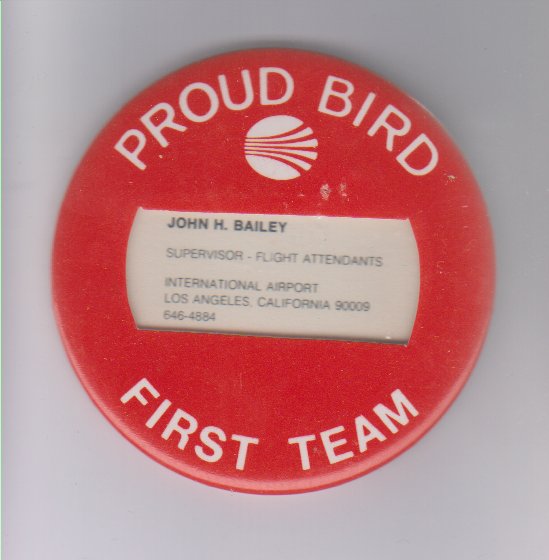 PROUD BIRD
JOHN H. BAILEY
SUPERVISOR - FLIGHT ATTENDANTS
INTERNATIONAL AIRPORT
LOS ANGELES, CALIFORNIA 90009
646-4884
FIRST TEAM